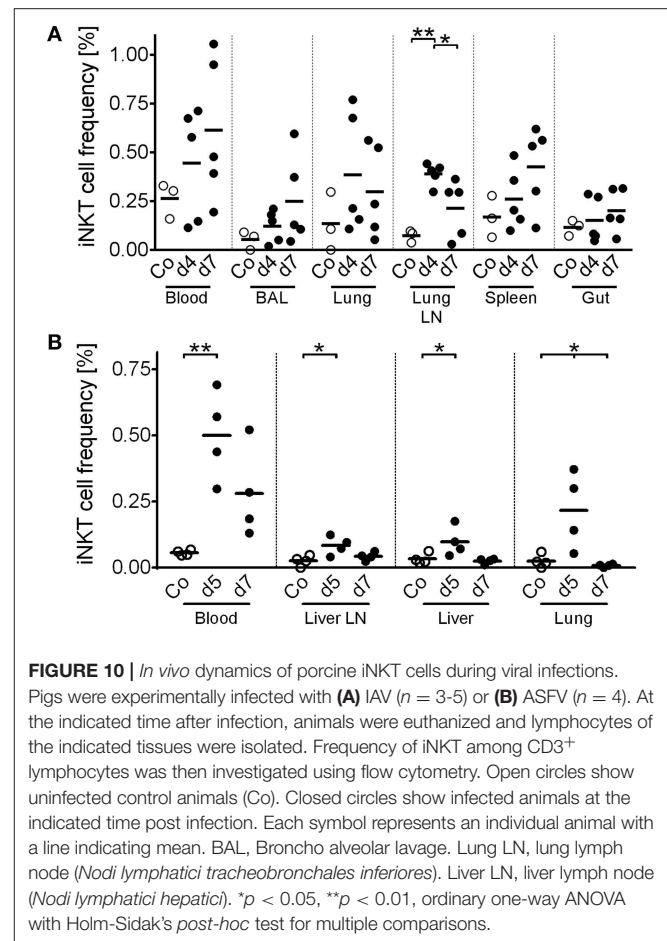 A
iNKT cell frequency [%]
1.00
0.75
0.50
0.25
0.00
** *
Co d4 d7 Co d4 d7 Co d4 d7 Co d4 d7 Co d4 d7 Co d4 d7
Blood BAL Lung Lung LN Spleen Gut
B
iNKT cell frequency [%]
0.75
0.50
0.25
0.00
** * * *
Co d5 d7 Co d5 d7 Co d5 d7 Co d5 d7
Blood Liver LN Liver Lung
FIGURE 10 | In vivo dynamics of porcine iNKT cells during viral infections.
Pigs were experimentally infected with (A) IAV (n = 3-5) or (B) ASFV (n = 4). At
the indicated time after infection, animals were euthanized and lymphocytes of
the indicated tissues were isolated. Frequency of iNKT among CD3+
lymphocytes was then investigated using flow cytometry. Open circles show
uninfected control animals (Co). Closed circles show infected animals at the
indicated time post infection. Each symbol represents an individual animal with
a line indicating mean. BAL, Broncho alveolar lavage. Lung LN, lung lymph
node (Nodi lymphatici tracheobronchales inferiores). Liver LN, liver lymph node
(Nodi lymphatici hepatici). *p < 0.05, **p < 0.01, ordinary one-way ANOVA
with Holm-Sidak's post-hoc test for multiple comparisons.